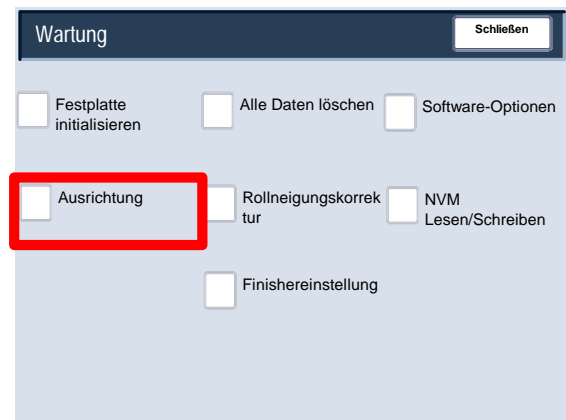 Wartung
Schließen
Festplatte
initialisieren
Alle Daten löschen
Software-Optionen
Ausrichtung
Rollneigungskorrek
tur
NVM
Lesen/Schreiben
Finishereinstellung